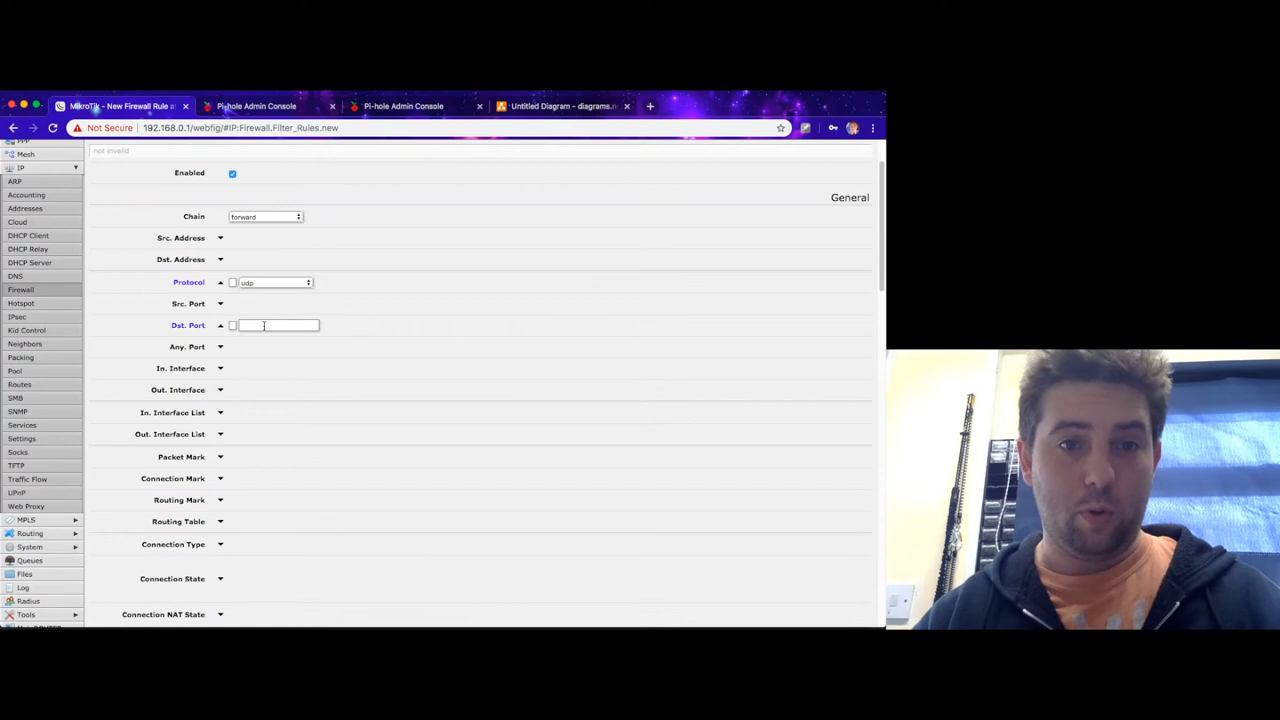 MikroTik - New Firewall Rule a
Pi-hole Admin Console
Pi-hole Admin Console
Untitled Diagram - diagrams.n
Not Secure
192.168.0.1/webfig/#IP:Firewall.Filter_Rules.new
PPP
Mesh
IP
ARP
Accounting
Addresses
Cloud
DHCP Client
DHCP Relay
DHCP Server
DNS
Firewall
Hotspot
IPsec
Kid Control
Neighbors
Packing
Pool
Routes
SMB
SNMP
Services
Settings
Socks
TFTP
Traffic Flow
UPnP
Web Proxy
MPLS
Routing
System
Queues
Files
Log
Radius
Tools
not invalid
Enabled
General
Chain forward
Src. Address
Dst. Address
Protocol udp
Src. Port
Dst. Port
Any. Port
In. Interface
Out. Interface
In. Interface List
Out. Interface List
Packet Mark
Connection Mark
Routing Mark
Routing Table
Connection Type
Connection State
Connection NAT State